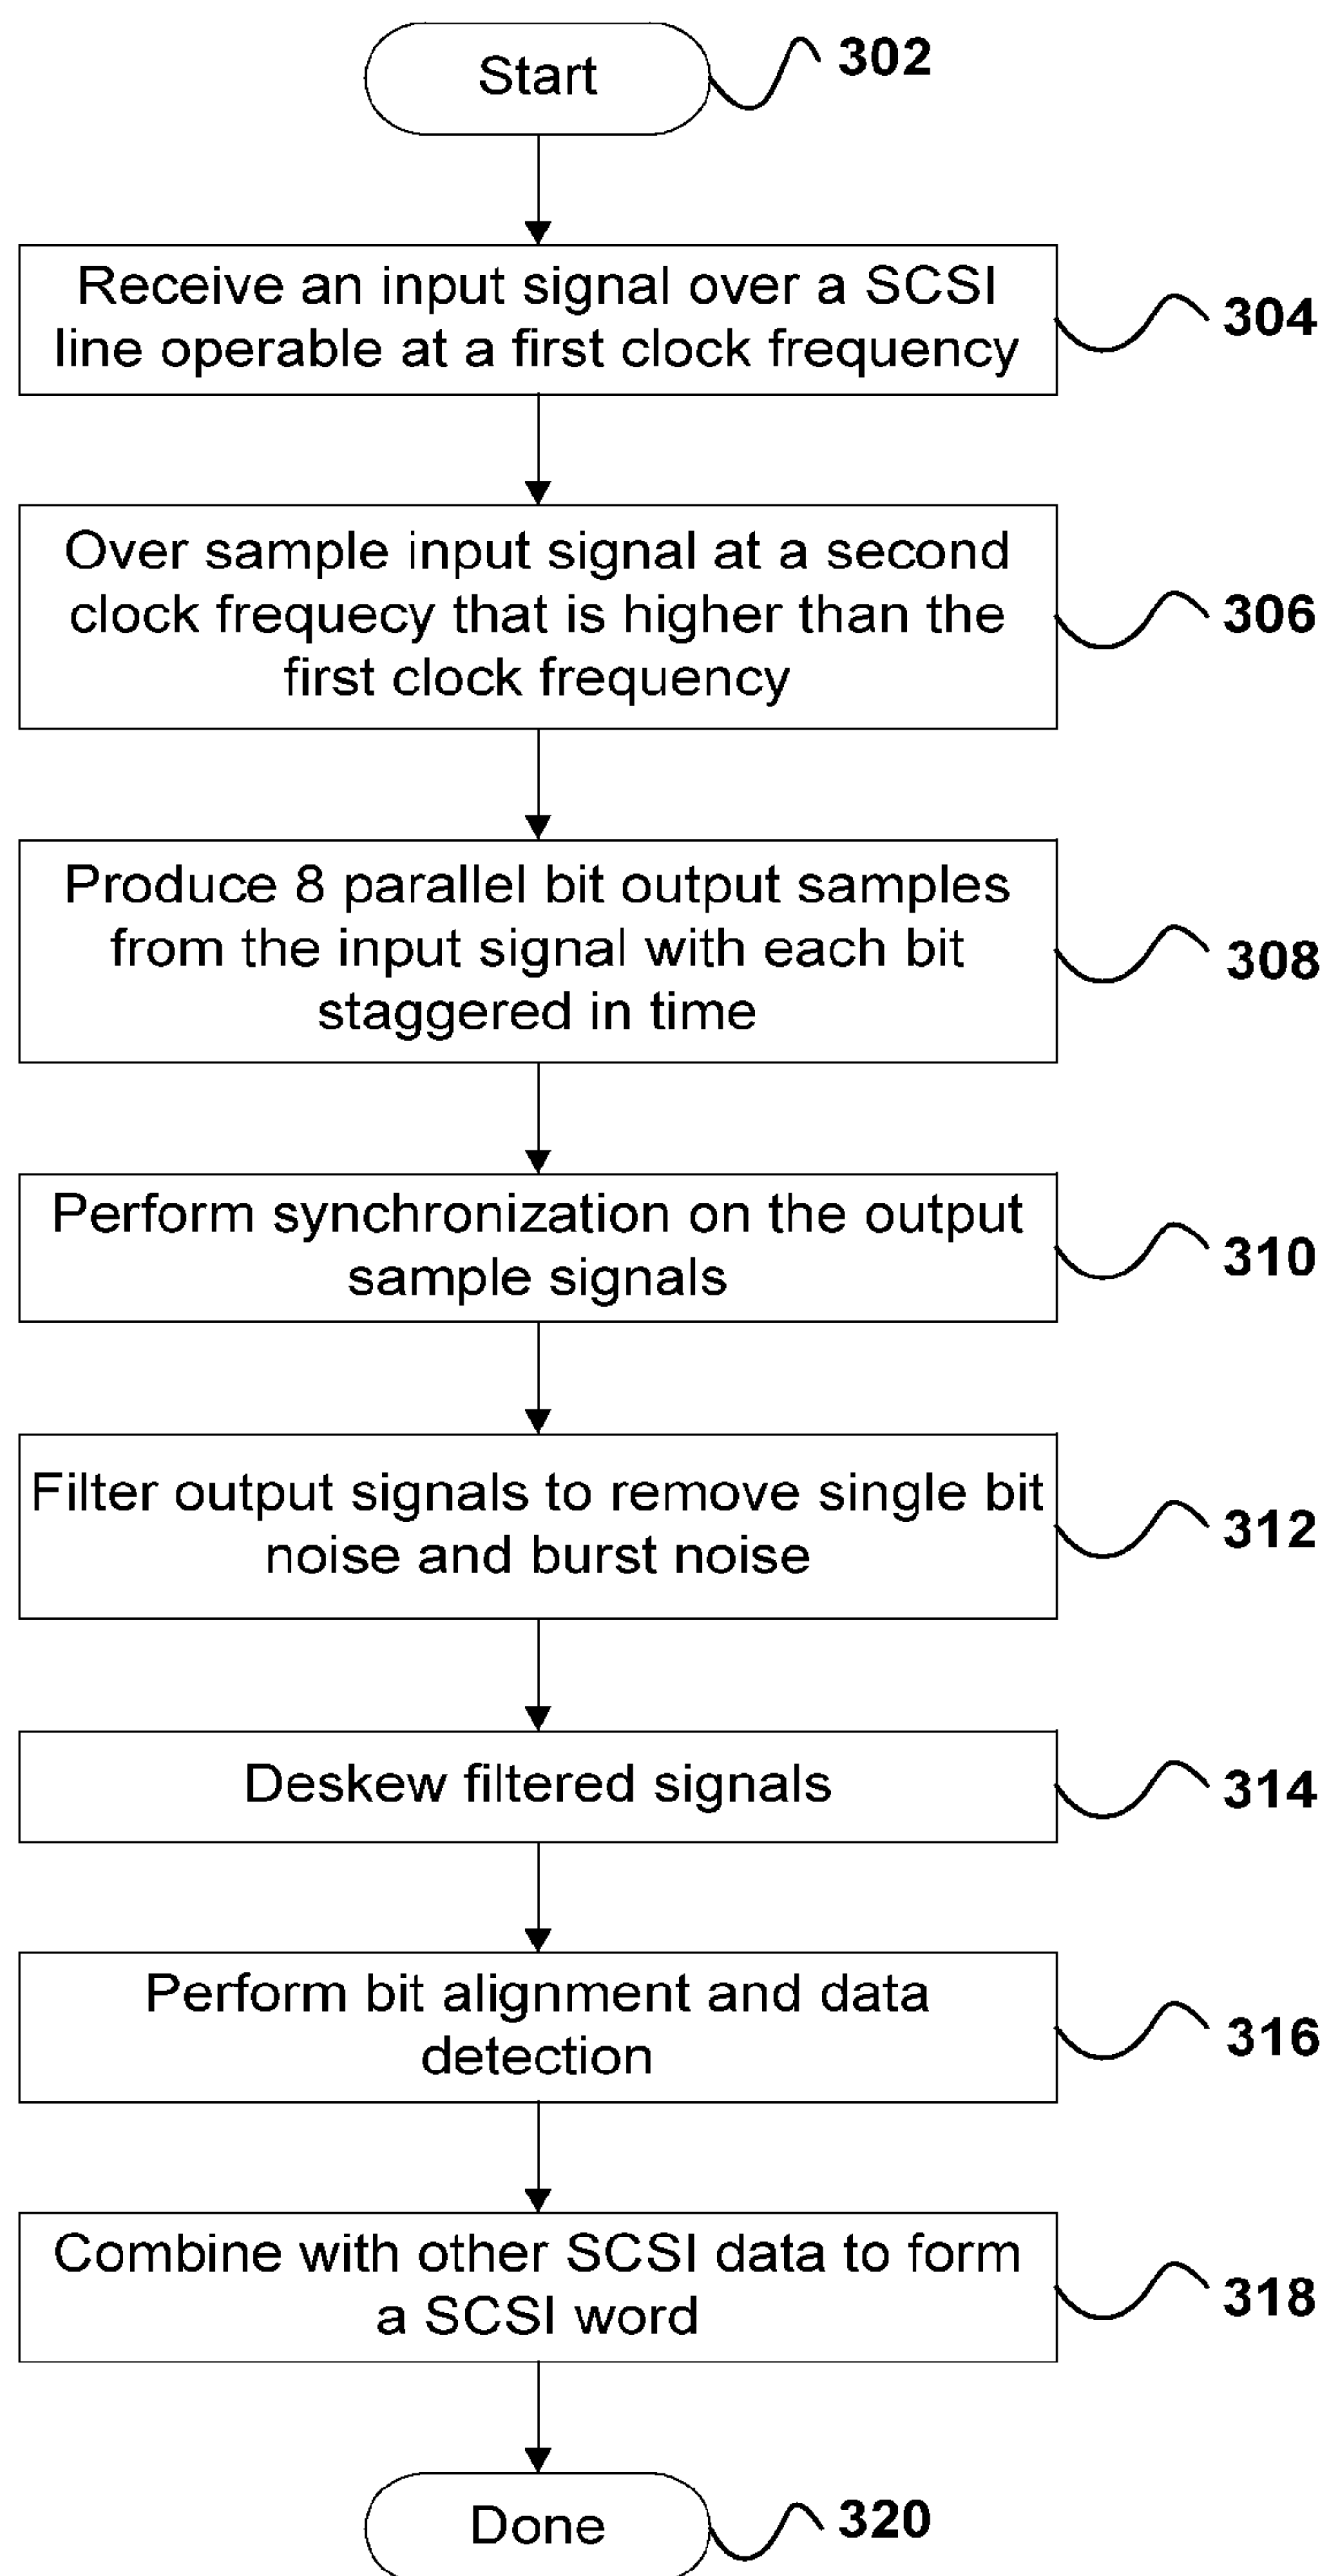 Start
302
Receive an input signal over a SCSI
line operable at a first clock frequency
304
Over sample input signal at a second
clock frequecy that is higher than the
first clock frequency
306
Produce 8 parallel bit output samples
from the input signal with each bit
staggered in time
308
Perform synchronization on the output
sample signals
310
Filter output signals to remove single bit
noise and burst noise
312
Deskew filtered signals
314
Perform bit alignment and data
detection
316
Combine with other SCSI data to form
a SCSI word
318
Done
320